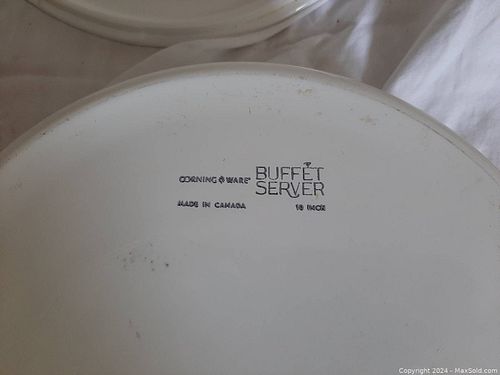 CORNING WARE® BUFFET SERVER
MADE IN CANADA 10 INCH
Copyright 2024 - MaxSold.com